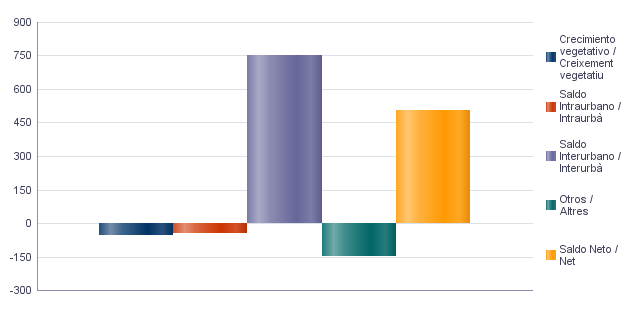 900
750
600
450
300
150
0
-150
-300
Crecimiento
vegetativo /
Creixement
vegetatiu
Saldo
Intraurbano /
Intraurbà
Saldo
Interurbano /
Interurbà
Otros /
Altres
Saldo Neto /
Net